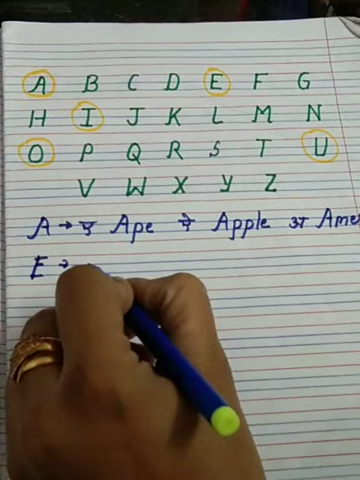 A B C D E F G
H I J K L M N
O P Q R S T U
V W X Y Z
A → ए Ape ऐ Apple अ Ame
E →